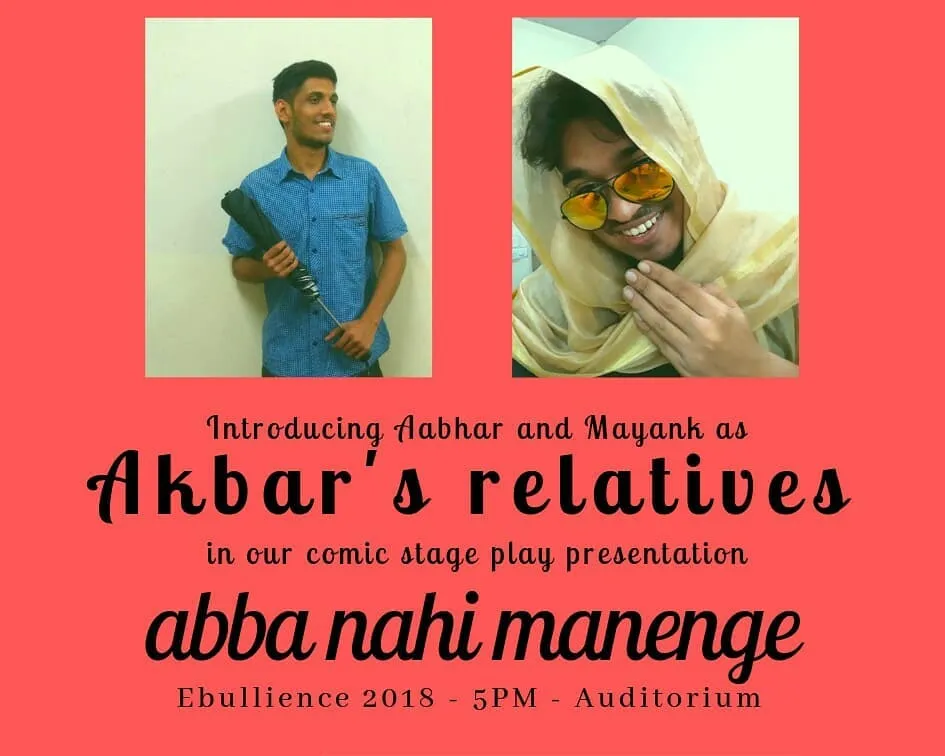 Introducing Aabhar and Mayank as
Akbar's relatives
in our comic stage play presentation
abba nahi manenge
Ebullience 2018 - 5PM - Auditorium